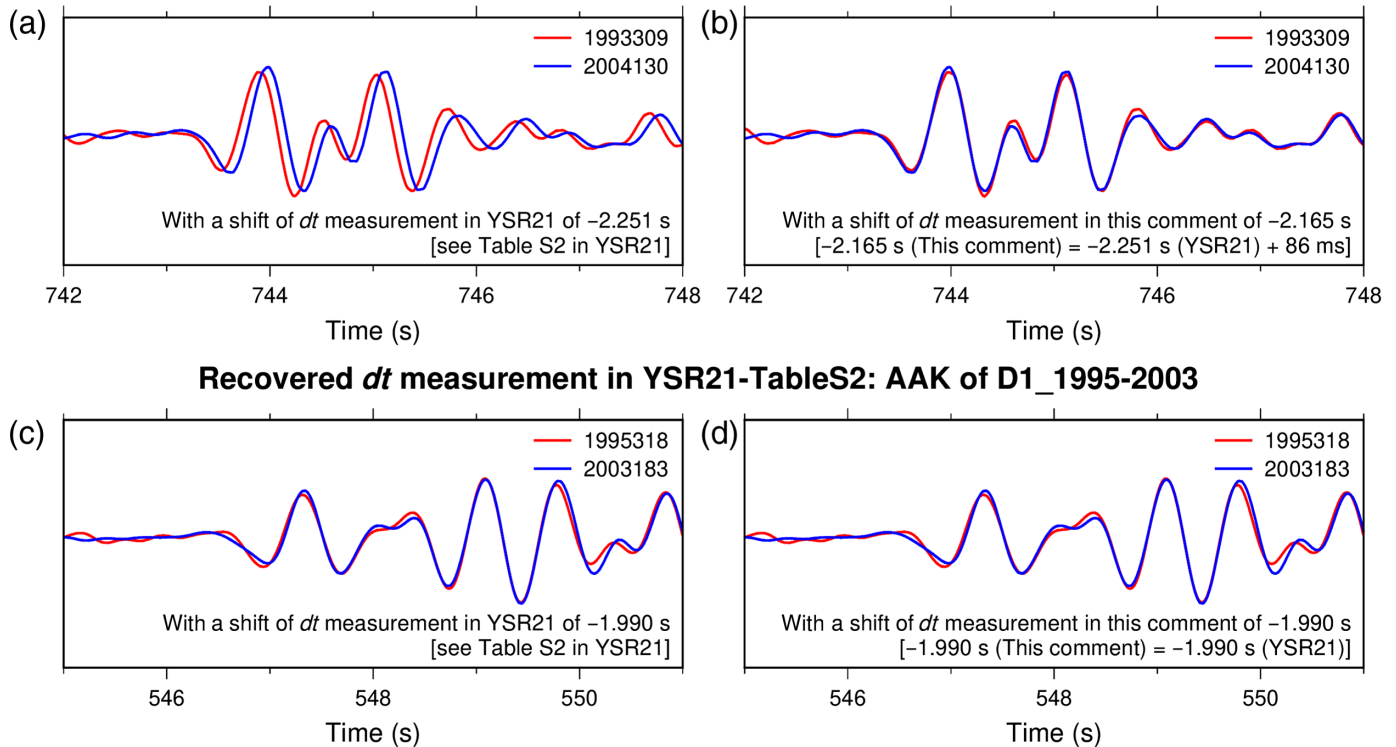 (a)
1993309
2004130
With a shift of dt measurement in YSR21 of −2.251 s
[see Table S2 in YSR21]
742 744 746 748
Time (s)
(b)
1993309
2004130
With a shift of dt measurement in this comment of −2.165 s
[−2.165 s (This comment) = −2.251 s (YSR21) + 86 ms]
742 744 746 748
Time (s)
Recovered dt measurement in YSR21-TableS2: AAK of D1_1995-2003
(c)
1995318
2003183
With a shift of dt measurement in YSR21 of −1.990 s
[see Table S2 in YSR21]
546 548 550
Time (s)
(d)
1995318
2003183
With a shift of dt measurement in this comment of −1.990 s
[−1.990 s (This comment) = −1.990 s (YSR21)]
546 548 550
Time (s)